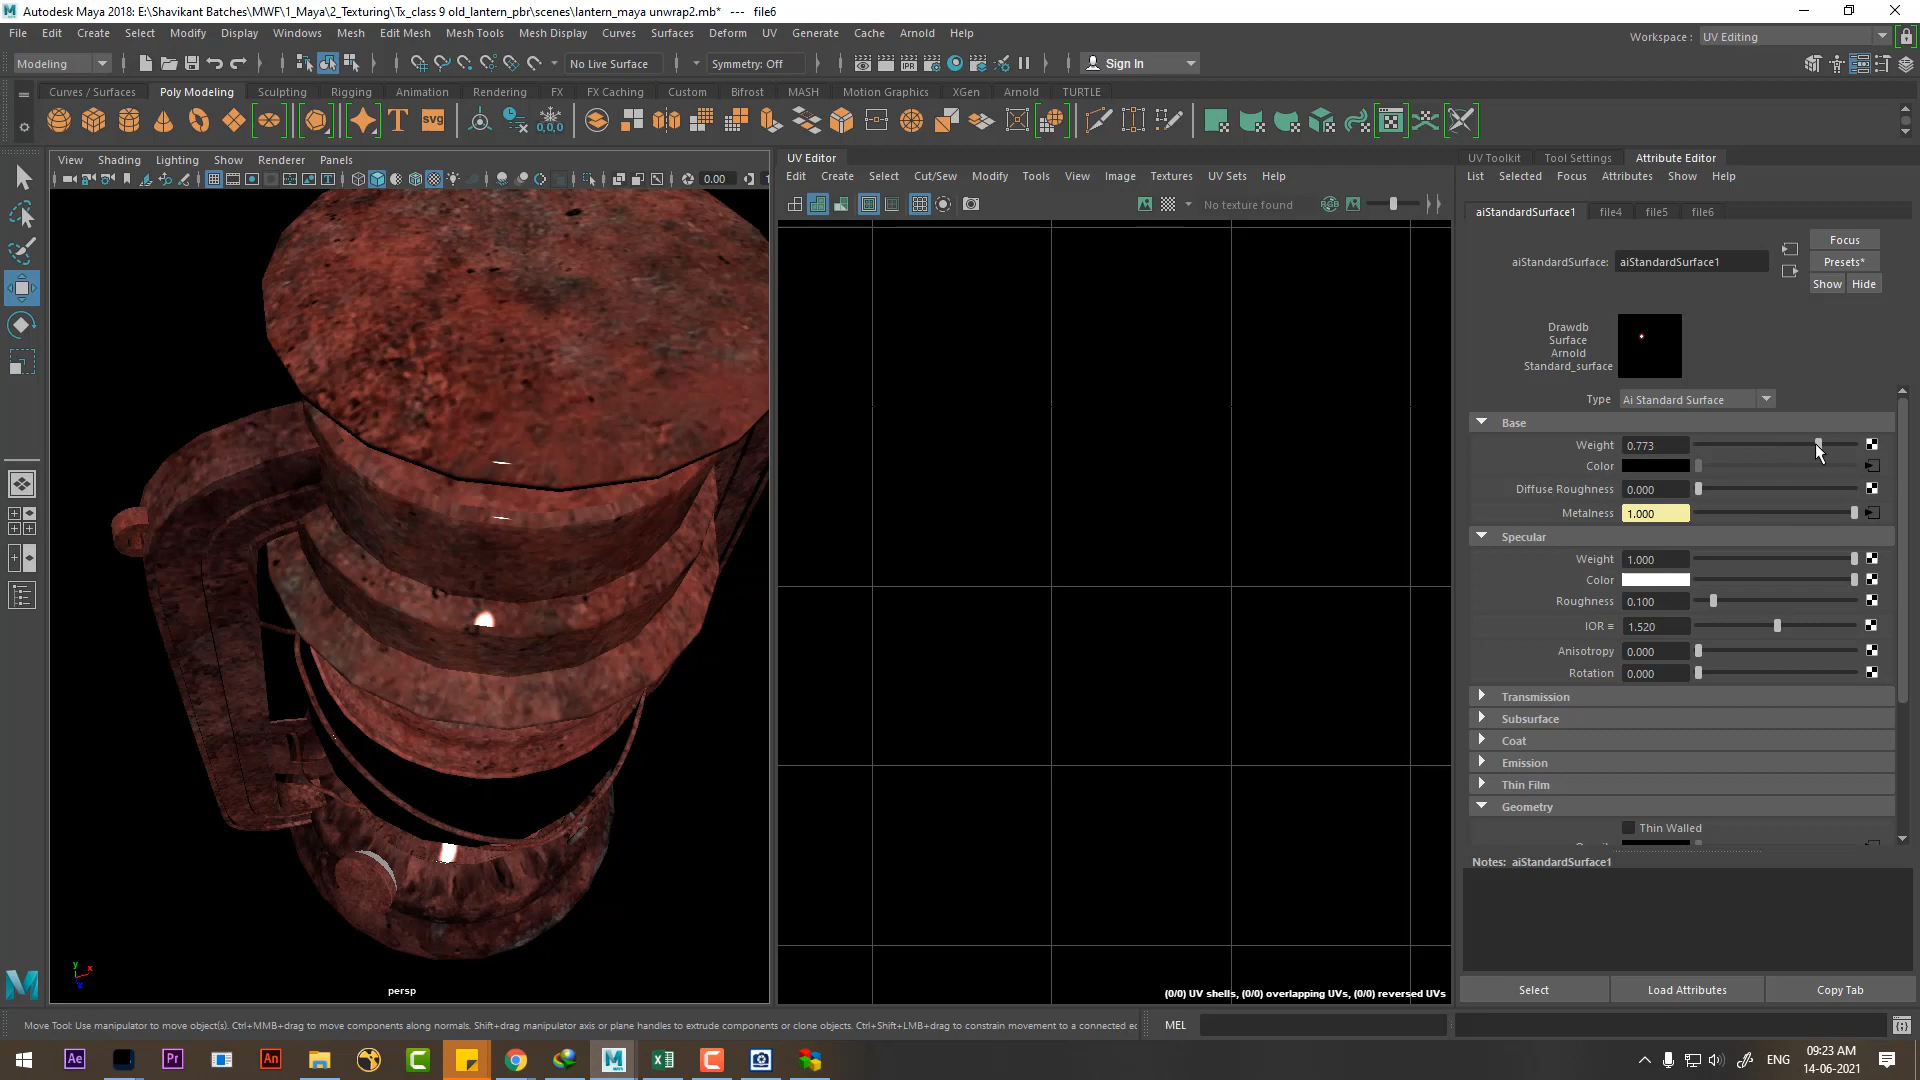 Autodesk Maya 2018: E:\Shavikant Batches\MWF\1_Maya\2_Texturing\Tx_class 9 old_lantern_pbr\scenes\lantern_maya unwrap2.mb*   ---   file6
File Edit Create Select Modify Display Windows Mesh Edit Mesh Mesh Tools Mesh Display Curves Surfaces Deform UV Generate Cache Arnold Help
Workspace : UV Editing
Modeling No Live Surface Symmetry: Off Sign In
Curves / Surfaces Poly Modeling Sculpting Rigging Animation Rendering FX FX Caching Custom Bifrost MASH Motion Graphics XGen Arnold TURTLE
svg 0,0,0
View Shading Lighting Show Renderer Panels
0.00
persp
UV Editor
Edit Create Select Cut/Sew Modify Tools View Image Textures UV Sets Help
No texture found
(0/0) UV shells, (0/0) overlapping UVs, (0/0) reversed UVs
UV Toolkit Tool Settings Attribute Editor
List Selected Focus Attributes Show Help
aiStandardSurface1 file4 file5 file6
Focus
aiStandardSurface: aiStandardSurface1 Presets*
Show Hide
Drawdb
Surface
Arnold
Standard_surface
Type Ai Standard Surface
Base
Weight 0.773
Color
Diffuse Roughness 0.000
Metalness 1.000
Specular
Weight 1.000
Color
Roughness 0.100
IOR = 1.520
Anisotropy 0.000
Rotation 0.000
Transmission
Subsurface
Coat
Emission
Thin Film
Geometry
Thin Walled
Notes: aiStandardSurface1
Select Load Attributes Copy Tab
Move Tool: Use manipulator to move object(s). Ctrl+MMB+drag to move components along normals. Shift+drag manipulator axis or plane handles to extrude components or clone objects. Ctrl+Shift+LMB+drag to constrain movement to a connected
MEL
Ae Pr An
ENG
09:23 AM
14-06-2021